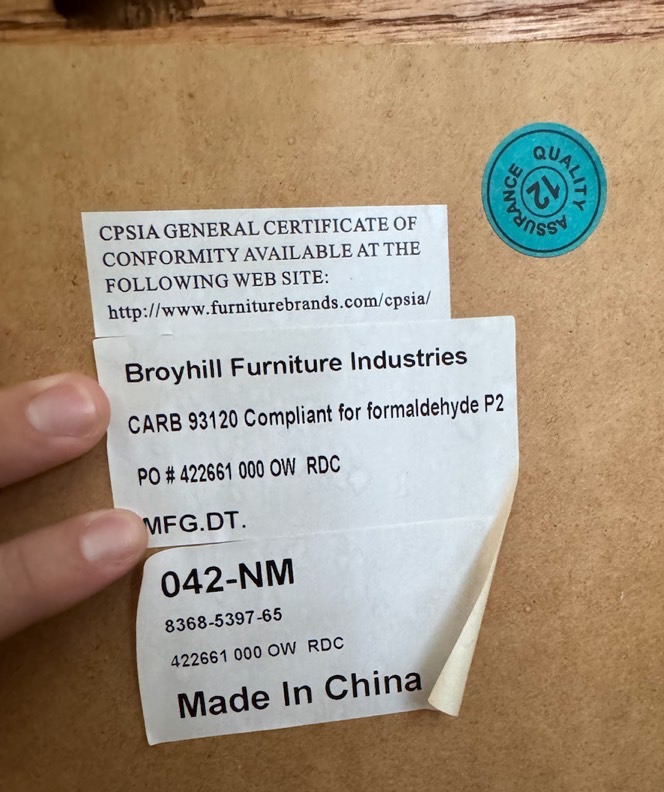 CPSIA GENERAL CERTIFICATE OF
CONFORMITY AVAILABLE AT THE
FOLLOWING WEB SITE:
http://www.furniturebrands.com/cpsia/
QUALITY ASSURANCE
12
Broyhill Furniture Industries
CARB 93120 Compliant for formaldehyde P2
PO # 422661 000 OW RDC
MFG.DT.
042-NM
8368-5397-65
422661 000 OW RDC
Made In China